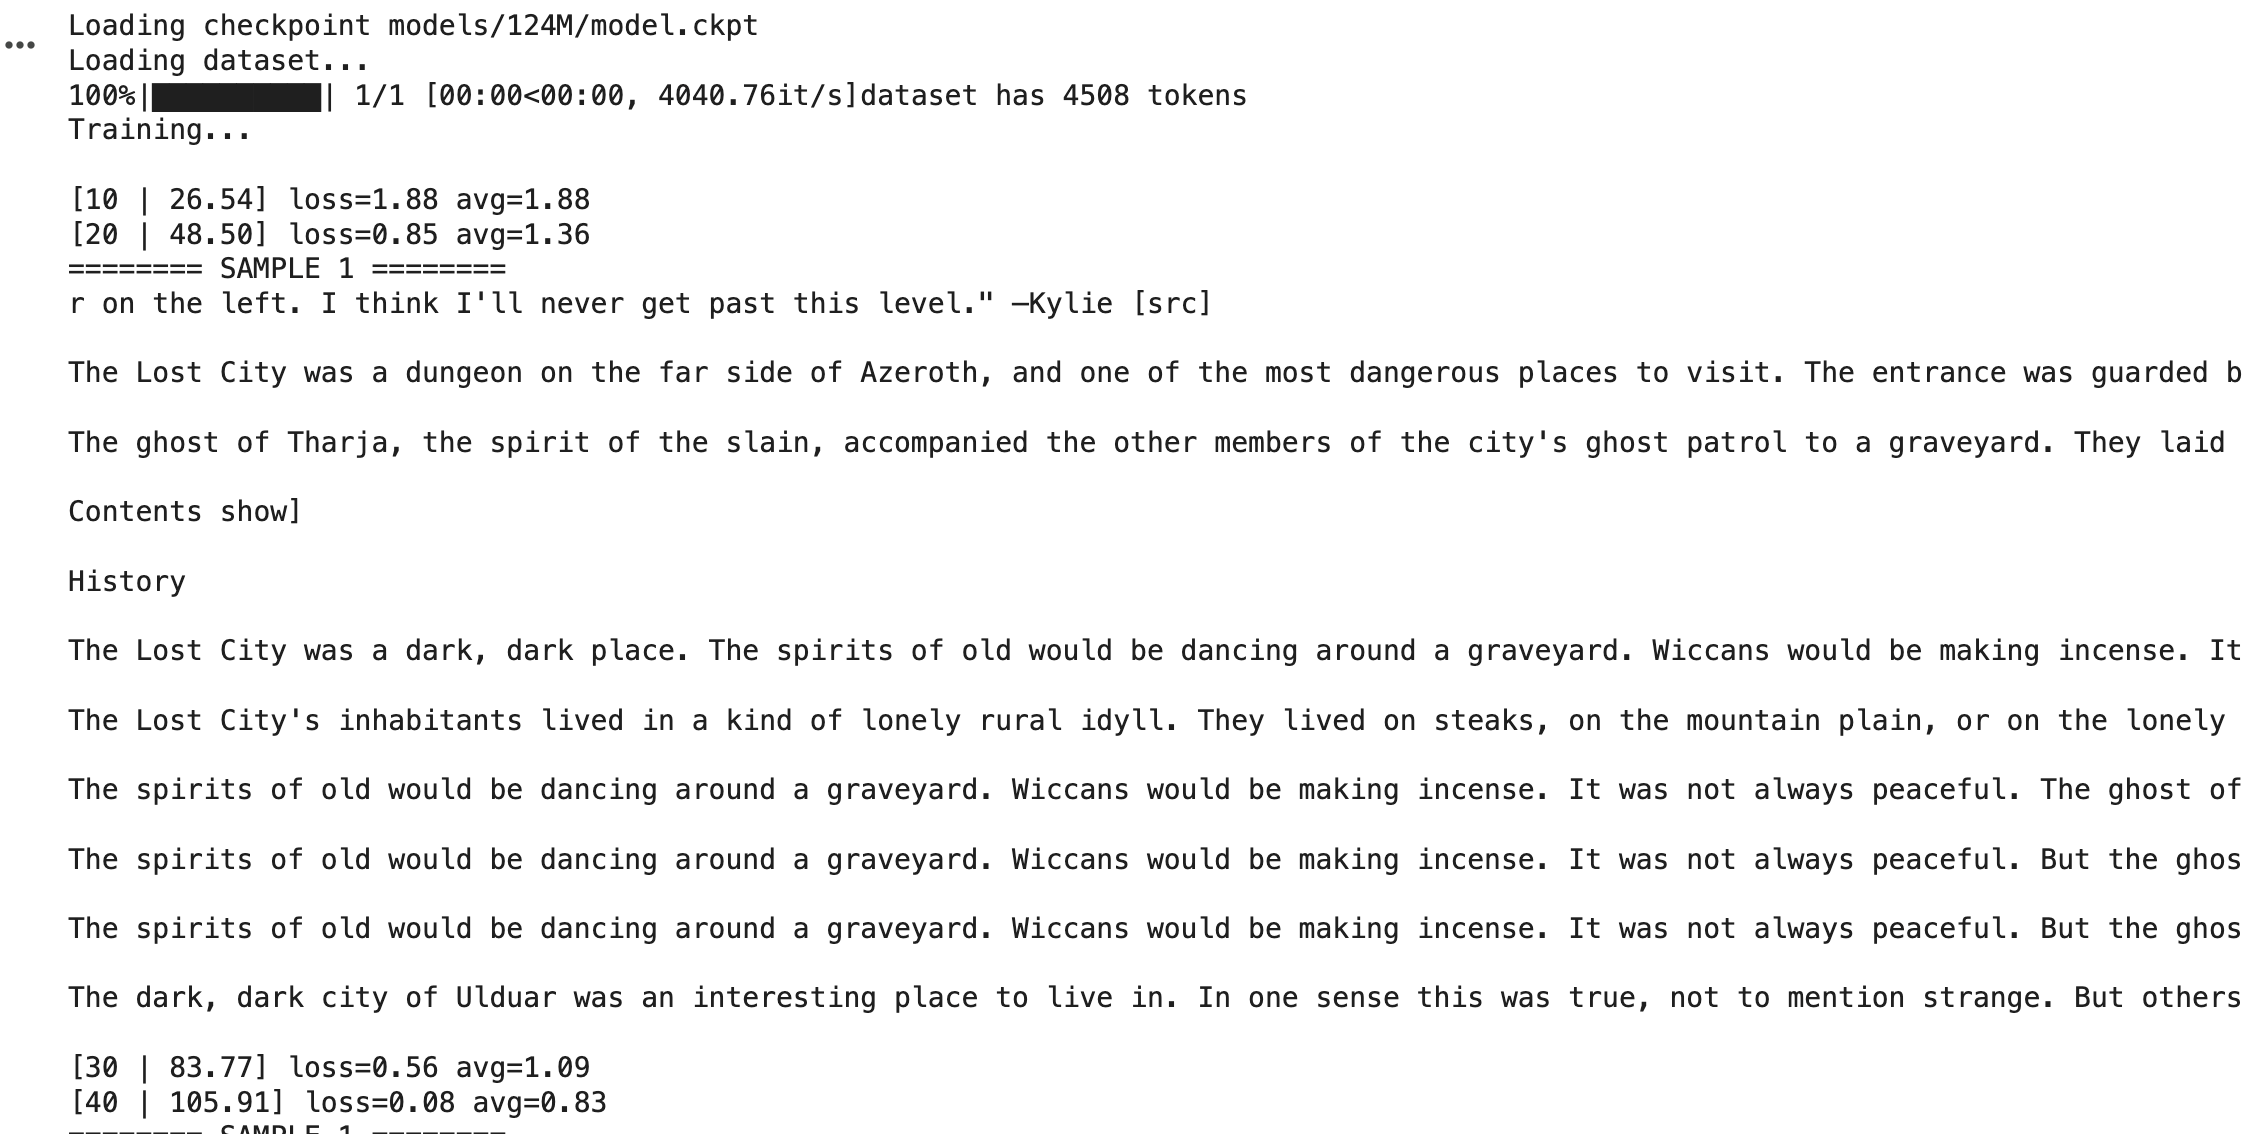 Loading checkpoint models/124M/model.ckpt
Loading dataset...
100%|██████████| 1/1 [00:00<00:00, 4040.76it/s]dataset has 4508 tokens
Training...
[10 | 26.54] loss=1.88 avg=1.88
[20 | 48.50] loss=0.85 avg=1.36
======== SAMPLE 1 ========
r on the left. I think I'll never get past this level." —Kylie [src]
The Lost City was a dungeon on the far side of Azeroth, and one of the most dangerous places to visit. The entrance was guarded b
The ghost of Tharja, the spirit of the slain, accompanied the other members of the city's ghost patrol to a graveyard. They laid
Contents show]
History
The Lost City was a dark, dark place. The spirits of old would be dancing around a graveyard. Wiccans would be making incense. It
The Lost City's inhabitants lived in a kind of lonely rural idyll. They lived on steaks, on the mountain plain, or on the lonely
The spirits of old would be dancing around a graveyard. Wiccans would be making incense. It was not always peaceful. The ghost of
The spirits of old would be dancing around a graveyard. Wiccans would be making incense. It was not always peaceful. But the ghos
The spirits of old would be dancing around a graveyard. Wiccans would be making incense. It was not always peaceful. But the ghos
The dark, dark city of Ulduar was an interesting place to live in. In one sense this was true, not to mention strange. But others
[30 | 83.77] loss=0.56 avg=1.09
[40 | 105.91] loss=0.08 avg=0.83
======== SAMPLE 1 ========